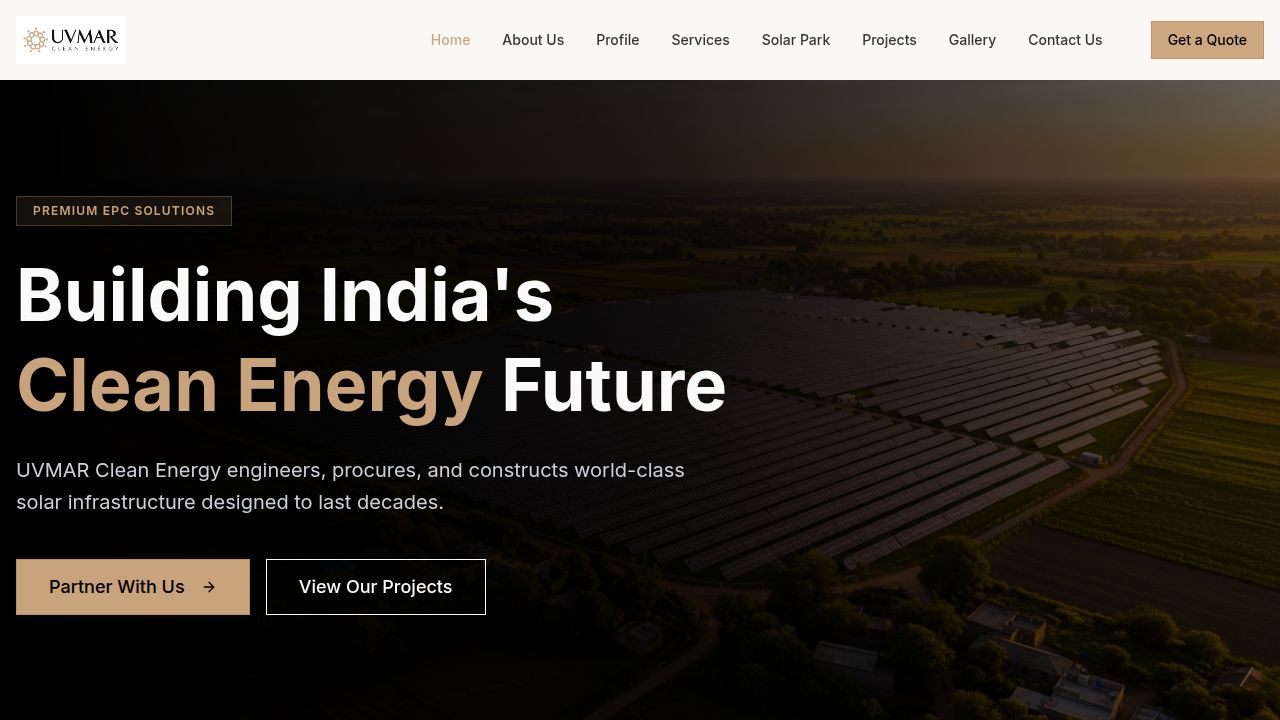 UVMAR
CLEAN ENERGY
Home
About Us
Profile
Services
Solar Park
Projects
Gallery
Contact Us
Get a Quote
PREMIUM EPC SOLUTIONS
Building India's
Clean Energy Future
UVMAR Clean Energy engineers, procures, and constructs world-class
solar infrastructure designed to last decades.
Partner With Us
View Our Projects